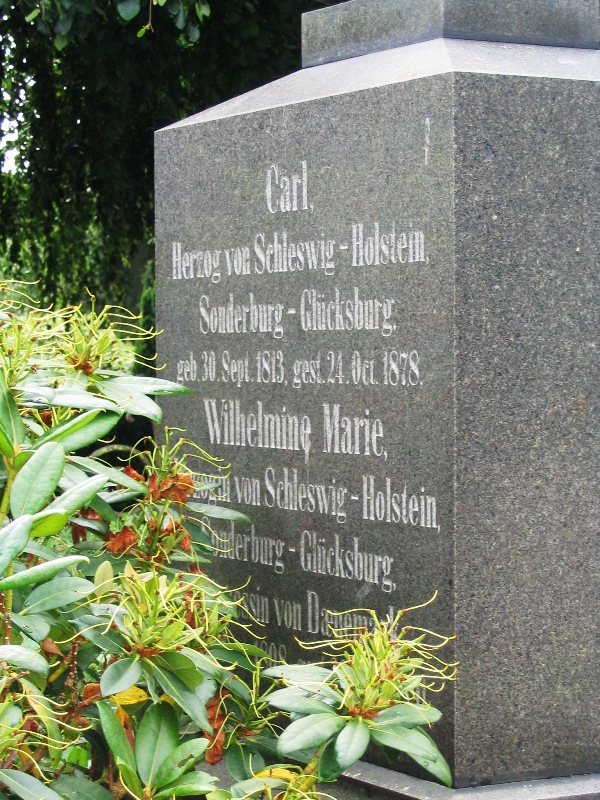 Carl,
Herzog von Schleswig-Holstein,
Sonderburg-Glücksburg,
geb. 30. Sept. 1813, gest. 24. Oct. 1878.
Wilhelmine Marie,
von Schleswig-Holstein,
Glücksburg,
von